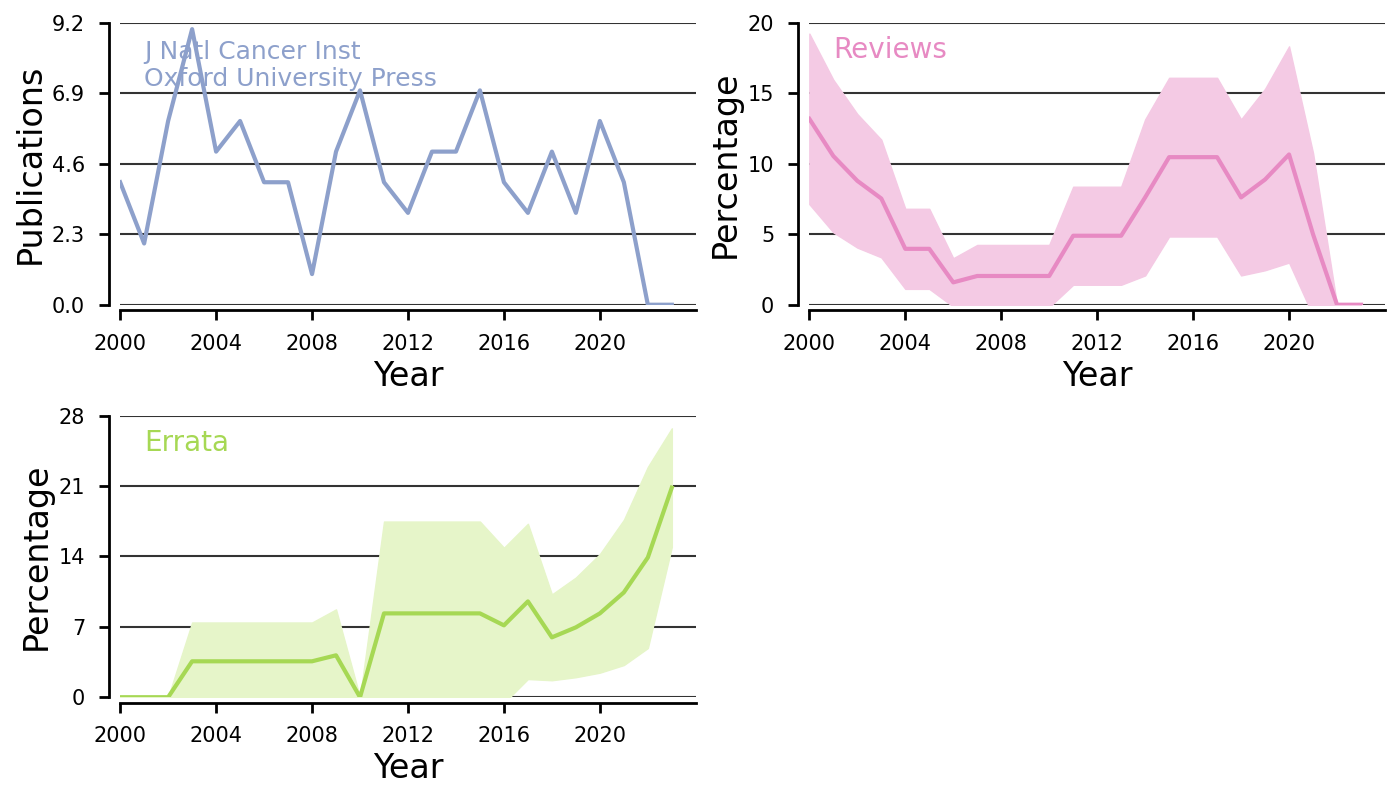 9.2
6.9
4.6
2.3
0.0
Publications
J Natl Cancer Inst
Oxford University Press
2000 2004 2008 2012 2016 2020
Year
20
15
10
5
0
Percentage
Reviews
2000 2004 2008 2012 2016 2020
Year
28
21
14
7
0
Percentage
Errata
2000 2004 2008 2012 2016 2020
Year